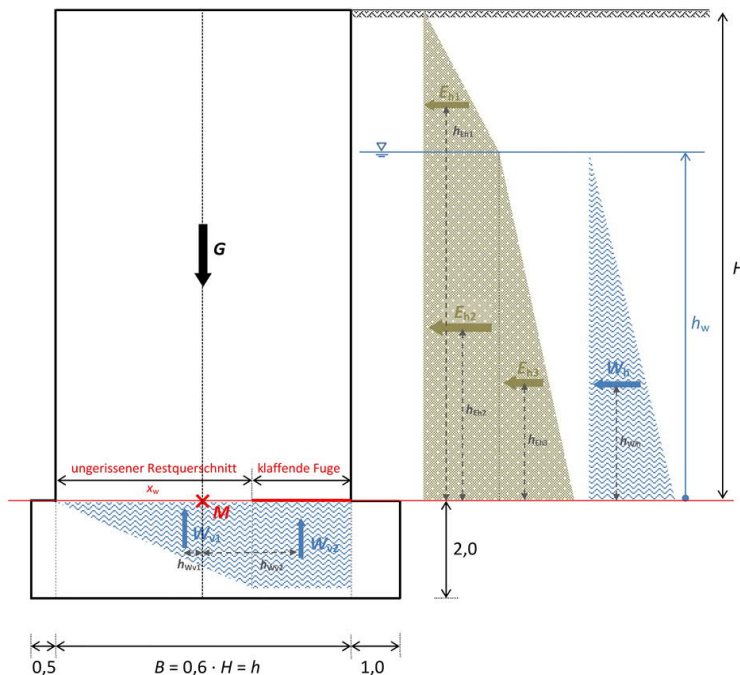 E_h1
h_Eh1
G
H
h_w
E_h2
E_h3
W_h
h_Eh2
h_Eh3
h_Wh
ungerissener Restquerschnitt klaffende Fuge
x_w
M
W_v1
W_v2
h_Wv1 h_Wv2
2,0
0,5 B = 0,6 · H = h 1,0